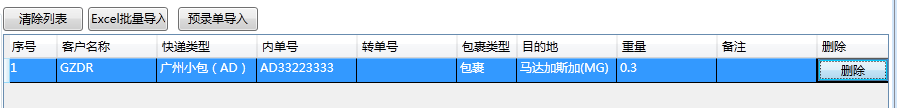 清除列表 Excel批量导入 预录单导入
序号 客户名称 快递类型 内单号 转单号 包裹类型 目的地 重量 备注 删除
1 GZDR 广州小包（AD） AD33223333 包裹 马达加斯加(MG) 0.3 删除